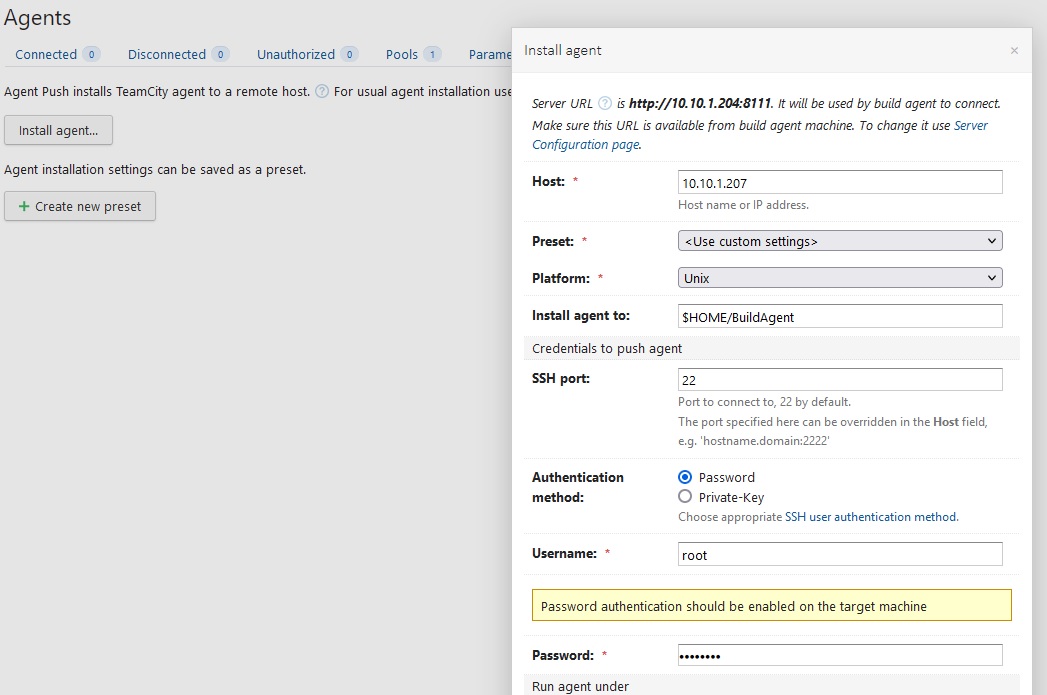 Agents
Connected 0 Disconnected 0 Unauthorized 0 Pools 1 Parame
Agent Push installs TeamCity agent to a remote host. ? For usual agent installation use
Install agent...
Agent installation settings can be saved as a preset.
+ Create new preset
Install agent ×
Server URL ? is http://10.10.1.204:8111. It will be used by build agent to connect.
Make sure this URL is available from build agent machine. To change it use Server
Configuration page.
Host: * 10.10.1.207
Host name or IP address.
Preset: * <Use custom settings>
Platform: * Unix
Install agent to: $HOME/BuildAgent
Credentials to push agent
SSH port: 22
Port to connect to, 22 by default.
The port specified here can be overridden in the Host field,
e.g. 'hostname.domain:2222'
Authentication Password
method: Private-Key
Choose appropriate SSH user authentication method.
Username: * root
Password authentication should be enabled on the target machine
Password: * ••••••••
Run agent under